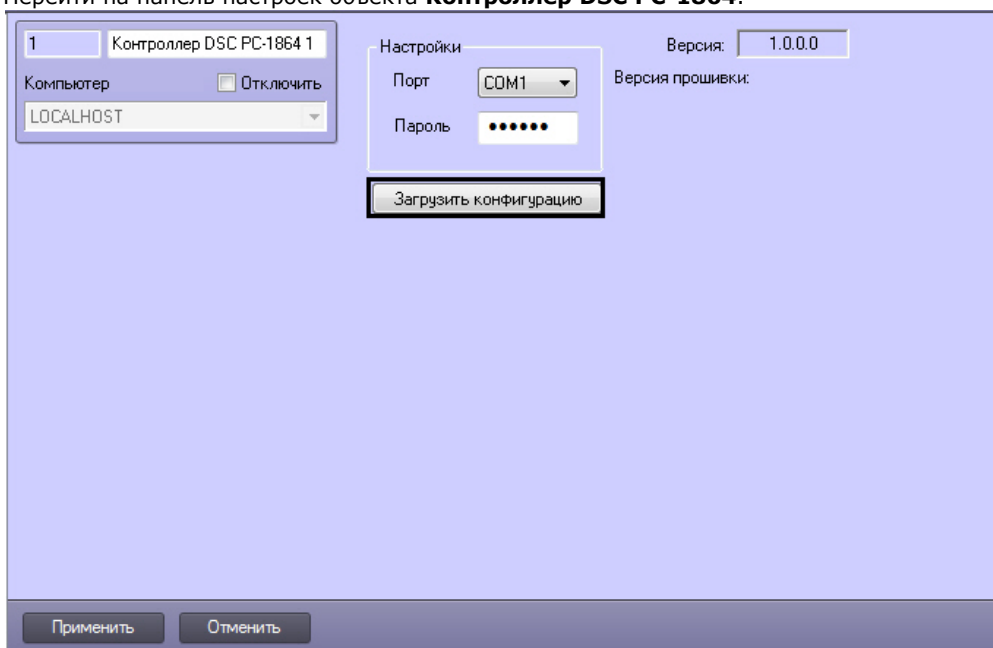 Перейти на панель настроек объекта Контроллер DSC PC-1864.
1 Контроллер DSC PC-1864 1
Компьютер Отключить
LOCALHOST
Настройки
Порт COM1
Пароль ••••••
Загрузить конфигурацию
Версия: 1.0.0.0
Версия прошивки:
Применить Отменить